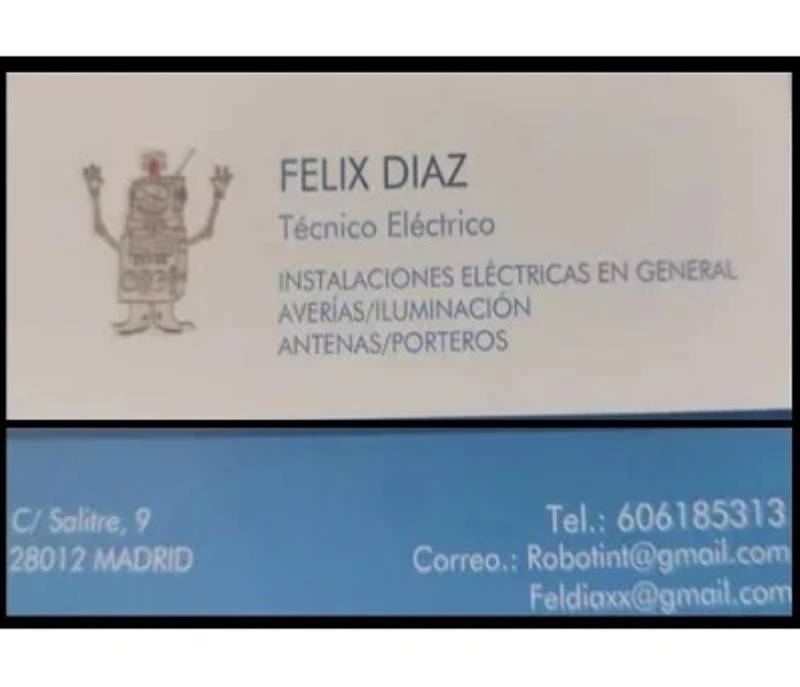 FELIX DIAZ
Técnico Eléctrico
INSTALACIONES ELÉCTRICAS EN GENERAL
AVERÍAS/ILUMINACIÓN
ANTENAS/PORTEROS
C/ Salitre, 9
28012 MADRID
Tel.: 606185313
Correo.: Robotint@gmail.com
Feldiaxx@gmail.com